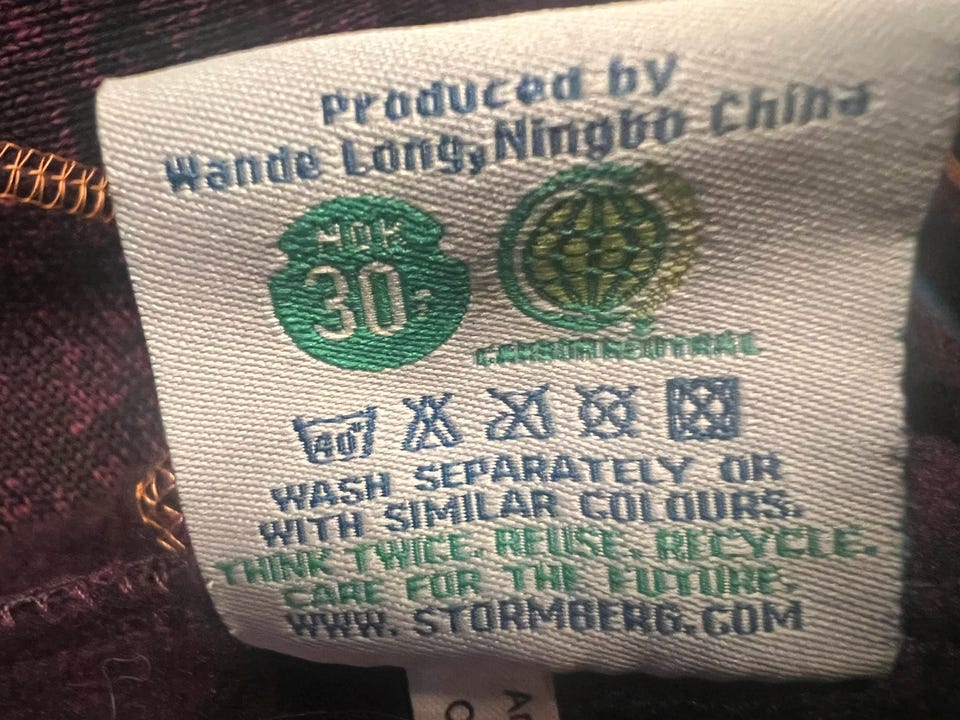 Produced by
Wande Long, Ningbo China
NOK
30:-
CARBON NEUTRAL
40°
WASH SEPARATELY OR
WITH SIMILAR COLOURS.
THINK TWICE. REUSE. RECYCLE.
CARE FOR THE FUTURE.
WWW.STORMBERG.COM